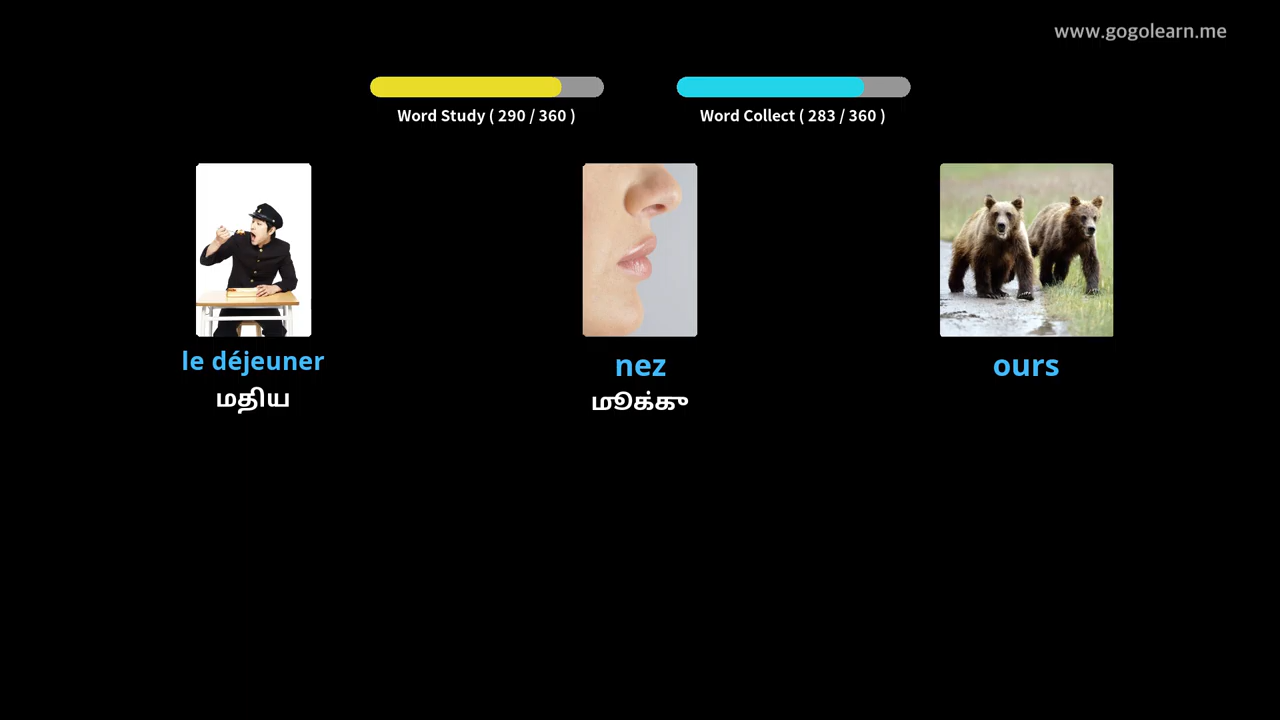 www.gogolearn.me
Word Study ( 290 / 360 )
Word Collect ( 283 / 360 )
le déjeuner
மதிய
nez
மூக்கு
ours